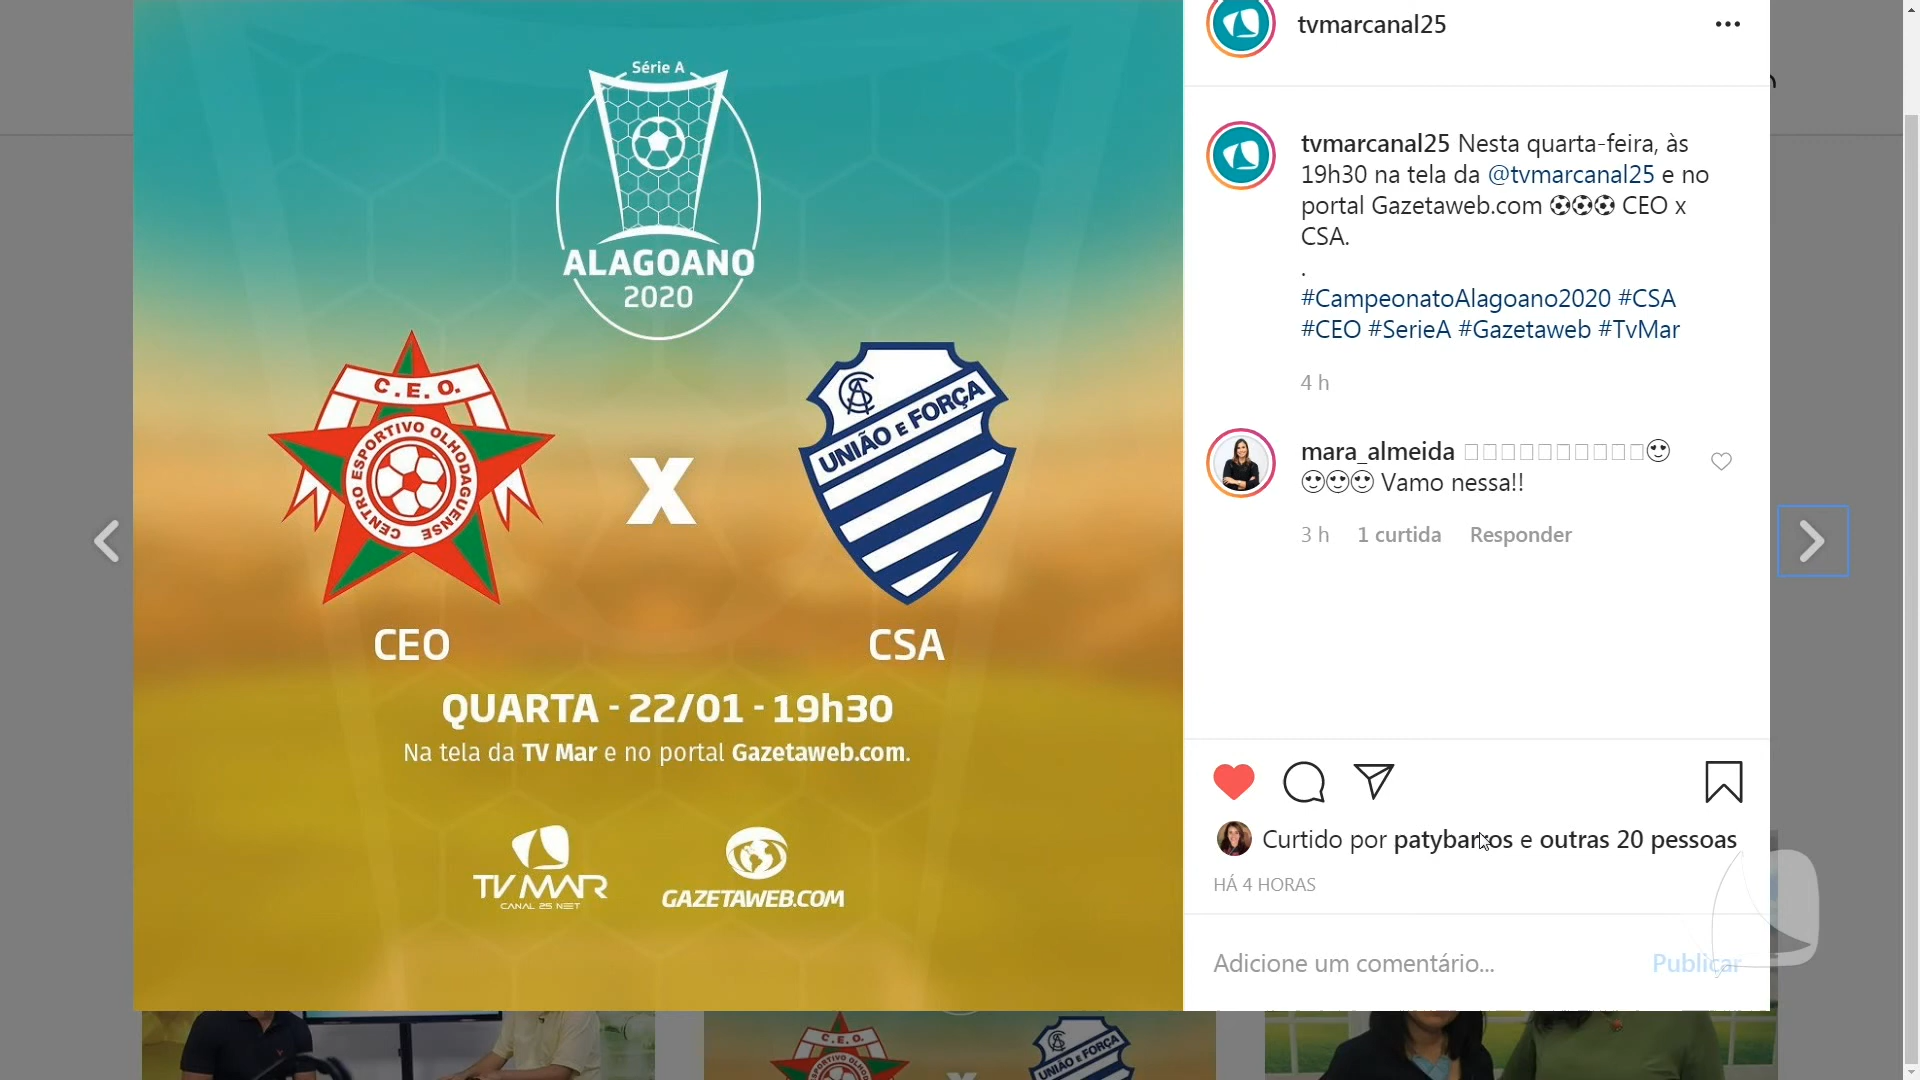 Série A
ALAGOANO
2020
C.E.O.
CENTRO ESPORTIVO OLHODAGUENSE
X
CSA
UNIÃO E FORÇA
CEO
CSA
QUARTA - 22/01 - 19h30
Na tela da TV Mar e no portal Gazetaweb.com.
TV MAR
CANAL 25 NET
GAZETAWEB.COM
tvmarcanal25
tvmarcanal25 Nesta quarta-feira, às
19h30 na tela da @tvmarcanal25 e no
portal Gazetaweb.com ⚽⚽⚽ CEO x
CSA.
.
#CampeonatoAlagoano2020 #CSA
#CEO #SerieA #Gazetaweb #TvMar
4 h
mara_almeida 😍
😍😍😍 Vamo nessa!!
3 h 1 curtida Responder
Curtido por patybarros e outras 20 pessoas
HÁ 4 HORAS
Adicione um comentário...
Publicar
C.E.O.
UNIÃO E FORÇA